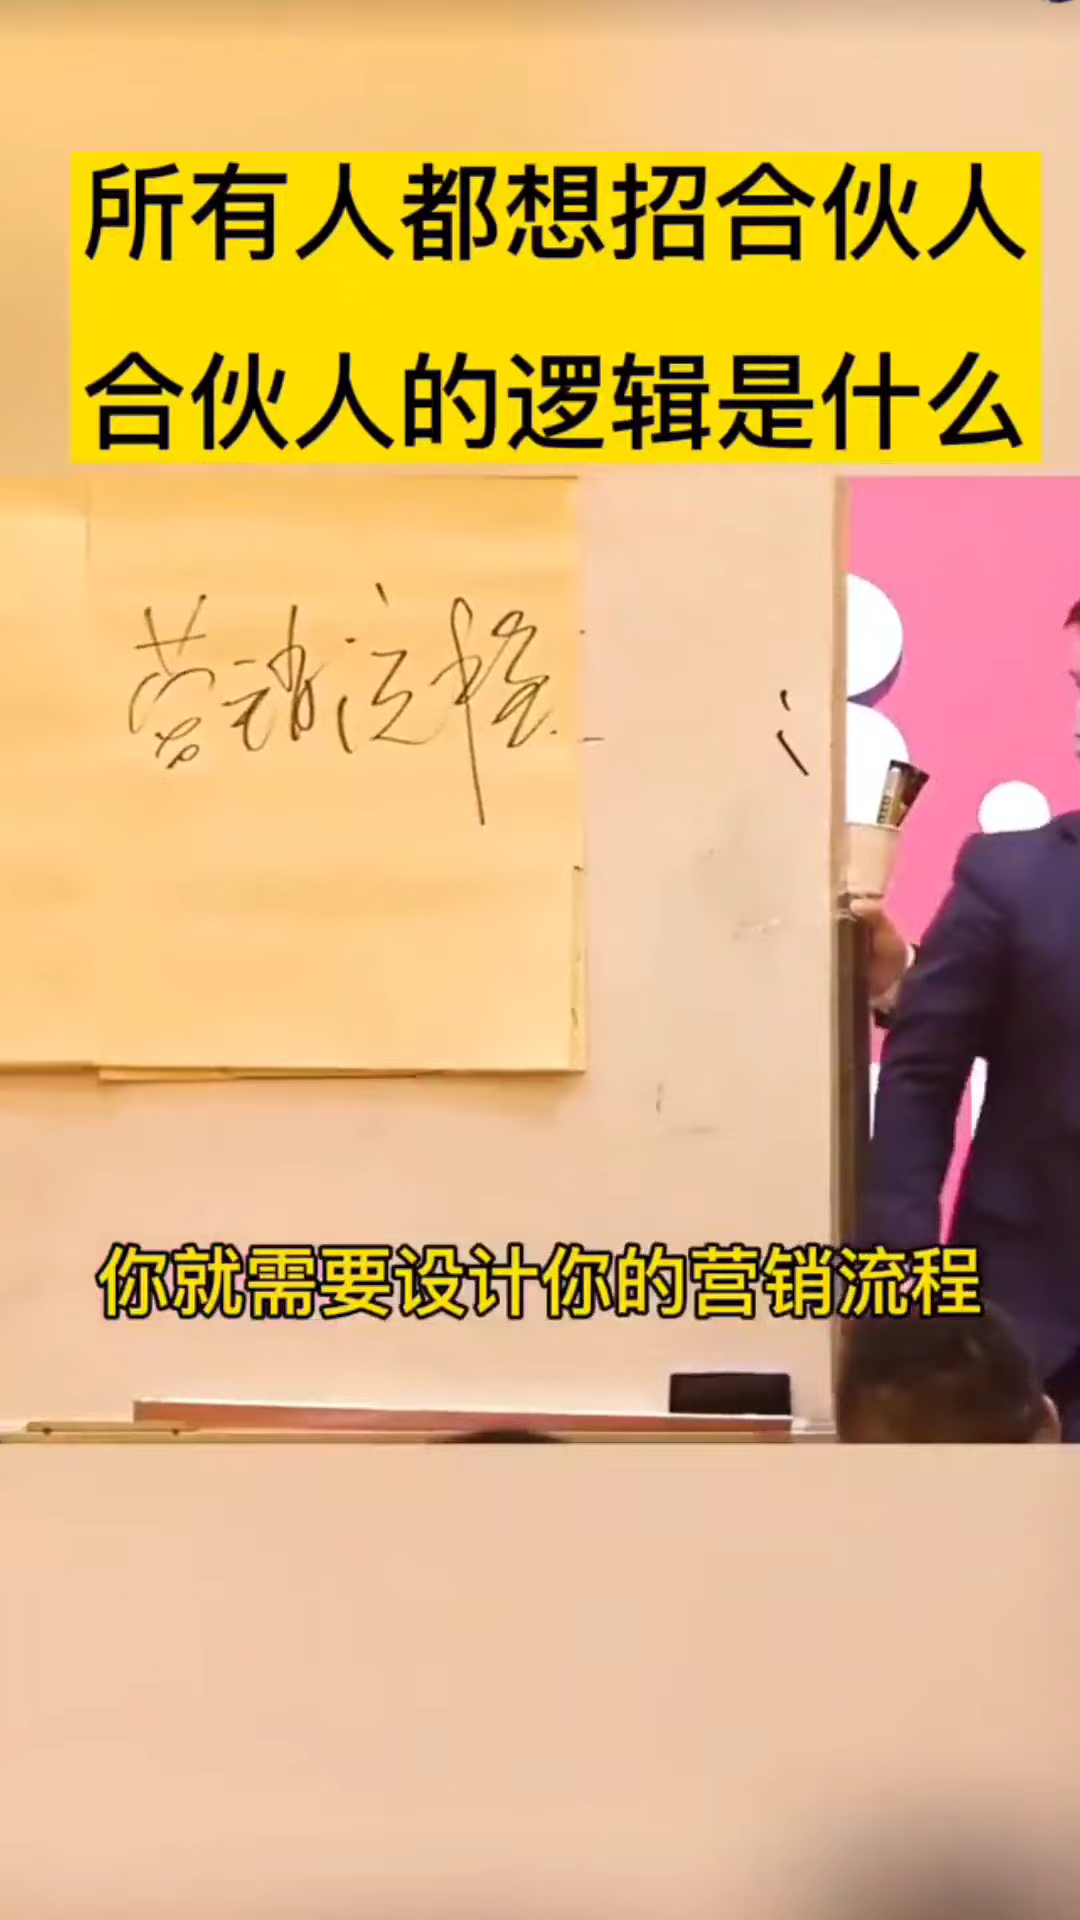 所有人都想招合伙人
合伙人的逻辑是什么
营销流程
你就需要设计你的营销流程